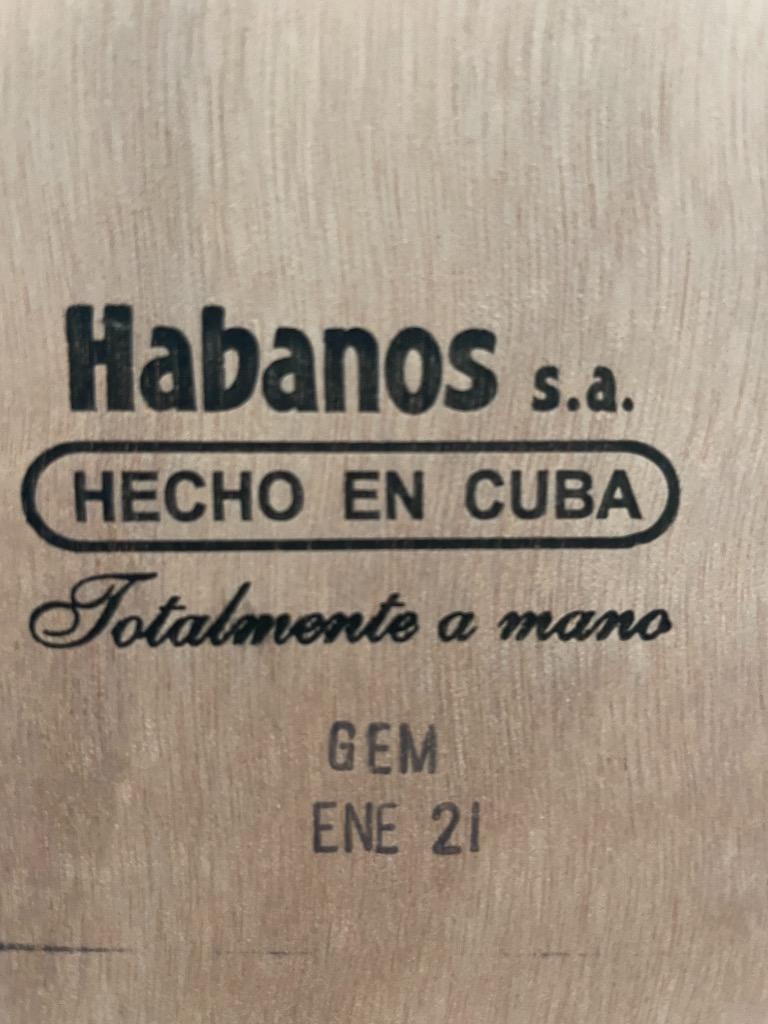 Habanos s.a.
HECHO EN CUBA
Totalmente a mano
GEM
ENE 21